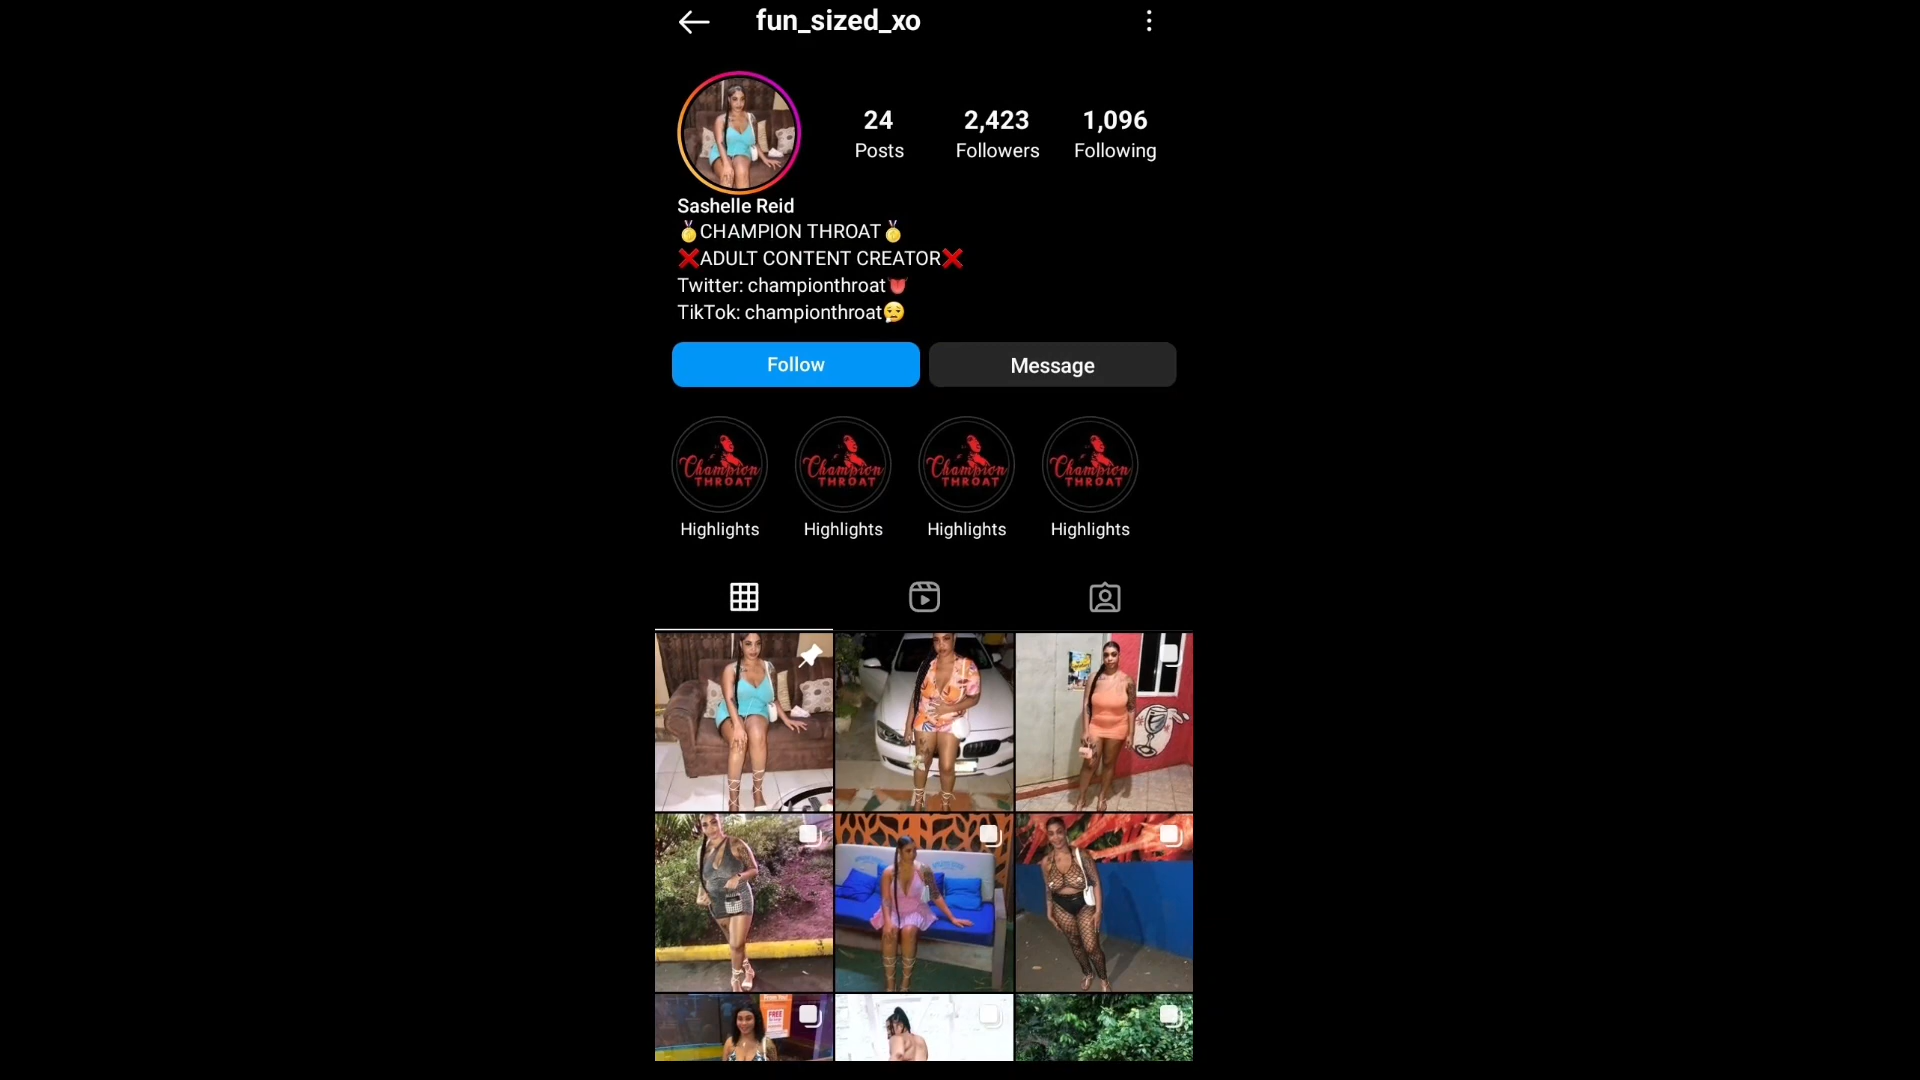 fun_sized_xo
24
Posts
2,423
Followers
1,096
Following
Sashelle Reid
🏅CHAMPION THROAT🏅
❌ADULT CONTENT CREATOR❌
Twitter: championthroat👅
TikTok: championthroat😮‍💨
Follow
Message
Champion
THROAT
Champion
THROAT
Champion
THROAT
Champion
THROAT
Highlights
Highlights
Highlights
Highlights
FREE